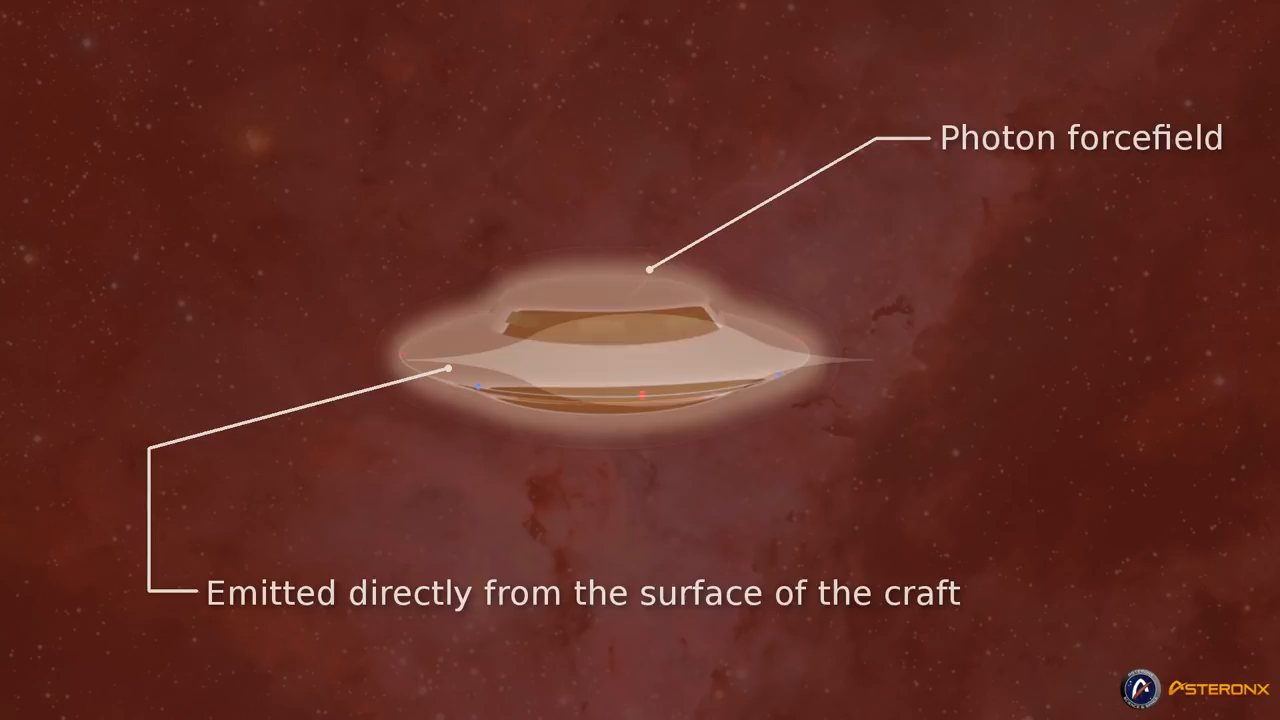 Photon forcefield
Emitted directly from the surface of the craft
ASTERONX